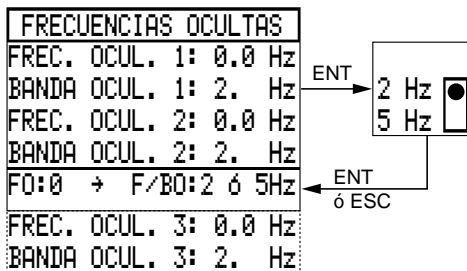 FRECUENCIAS OCULTAS
FREC. OCUL. 1: 0.0 Hz
BANDA OCUL. 1: 2. Hz
FREC. OCUL. 2: 0.0 Hz
BANDA OCUL. 2: 2. Hz
FO:0 → F/BO:2 ó 5Hz
FREC. OCUL. 3: 0.0 Hz
BANDA OCUL. 3: 2. Hz
ENT
2 Hz
5 Hz
ENT
ó ESC